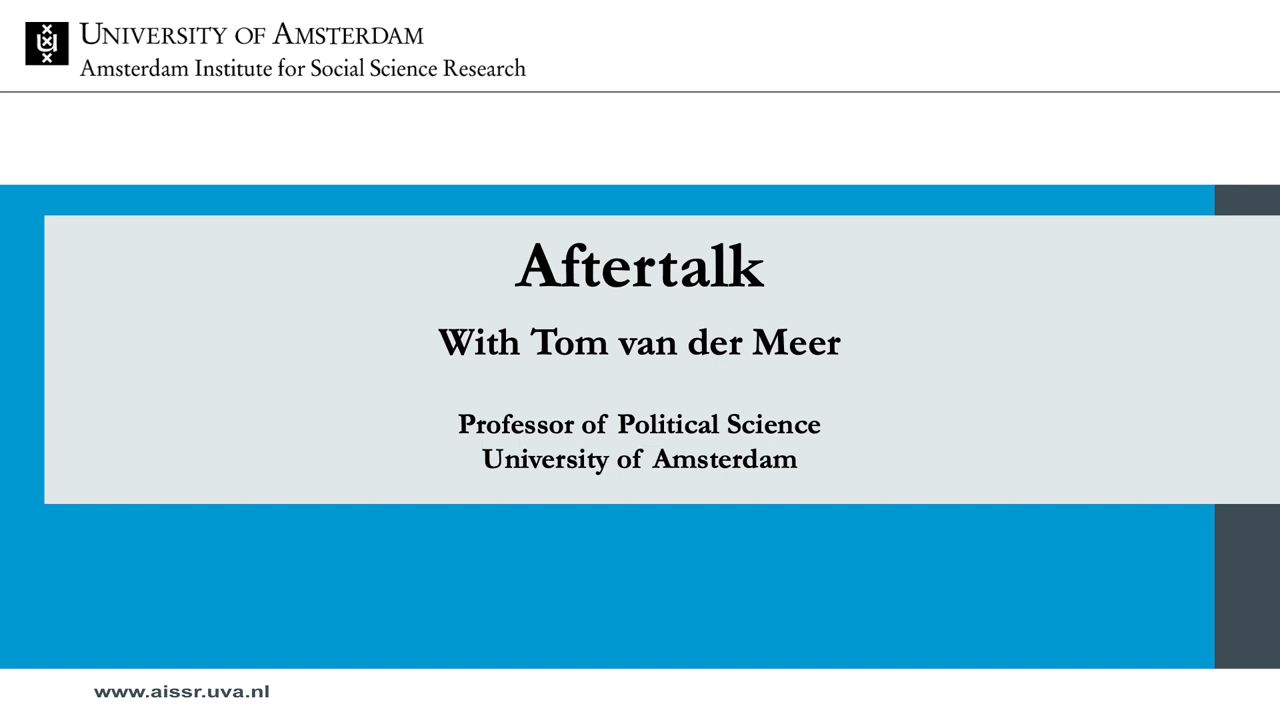 UNIVERSITY OF AMSTERDAM
Amsterdam Institute for Social Science Research
Aftertalk
With Tom van der Meer
Professor of Political Science
University of Amsterdam
www.aissr.uva.nl